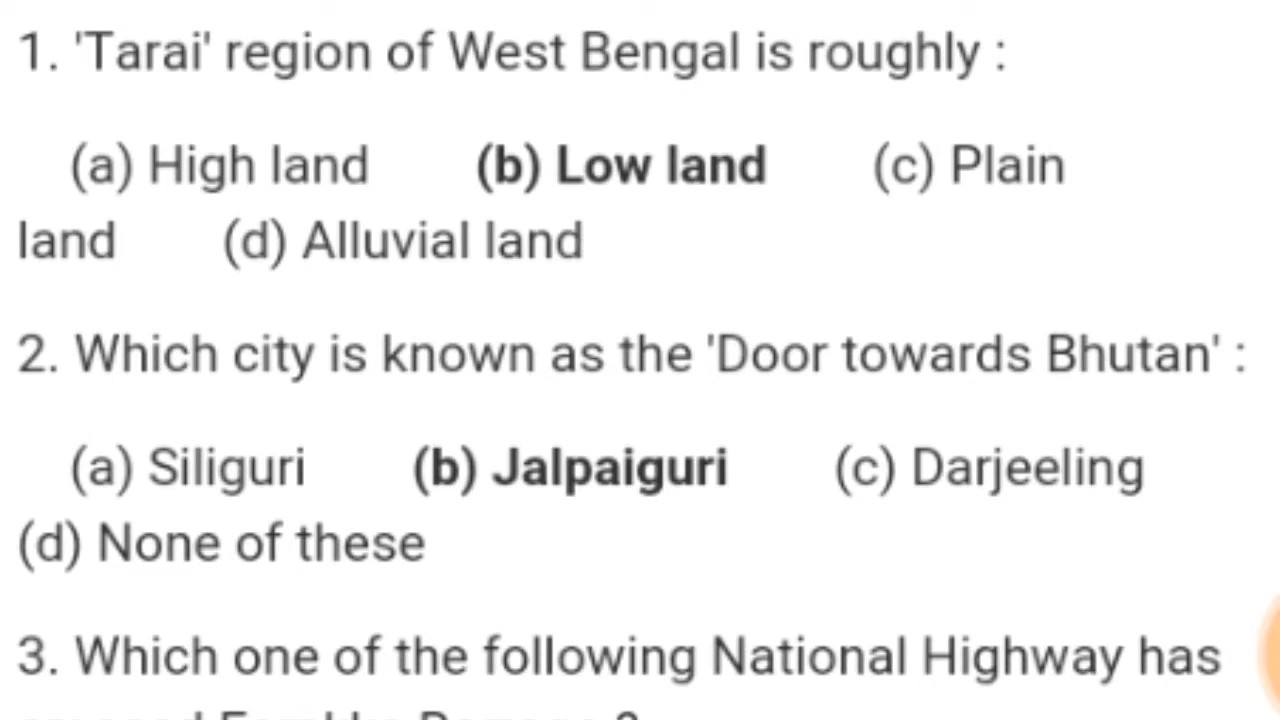 1. 'Tarai' region of West Bengal is roughly :
(a) High land (b) Low land (c) Plain
land (d) Alluvial land
2. Which city is known as the 'Door towards Bhutan' :
(a) Siliguri (b) Jalpaiguri (c) Darjeeling
(d) None of these
3. Which one of the following National Highway has